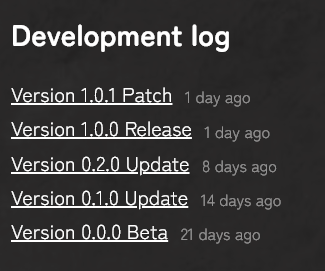 Development log
Version 1.0.1 Patch 1 day ago
Version 1.0.0 Release 1 day ago
Version 0.2.0 Update 8 days ago
Version 0.1.0 Update 14 days ago
Version 0.0.0 Beta 21 days ago